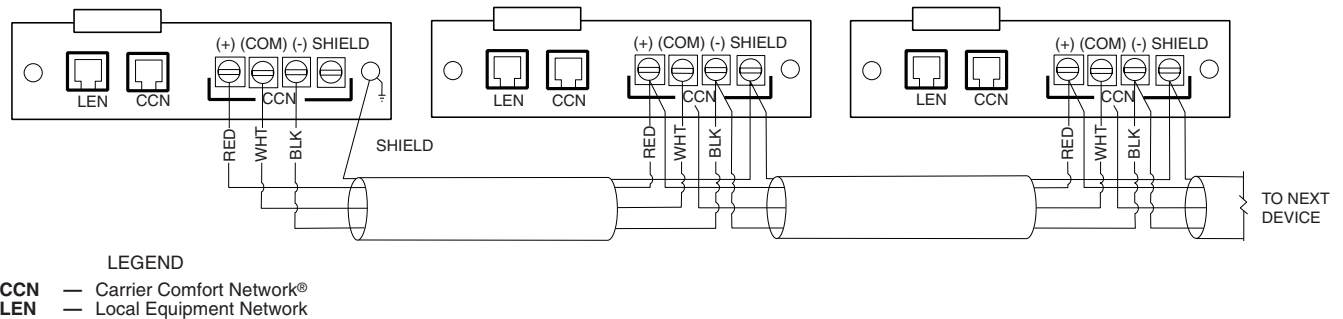 (+) (COM) (-) SHIELD
LEN CCN CCN
RED WHT BLK
SHIELD
(+) (COM) (-) SHIELD
LEN CCN CCN
RED WHT BLK
(+) (COM) (-) SHIELD
LEN CCN CCN
RED WHT BLK
TO NEXT
DEVICE
LEGEND
CCN — Carrier Comfort Network®
LEN — Local Equipment Network